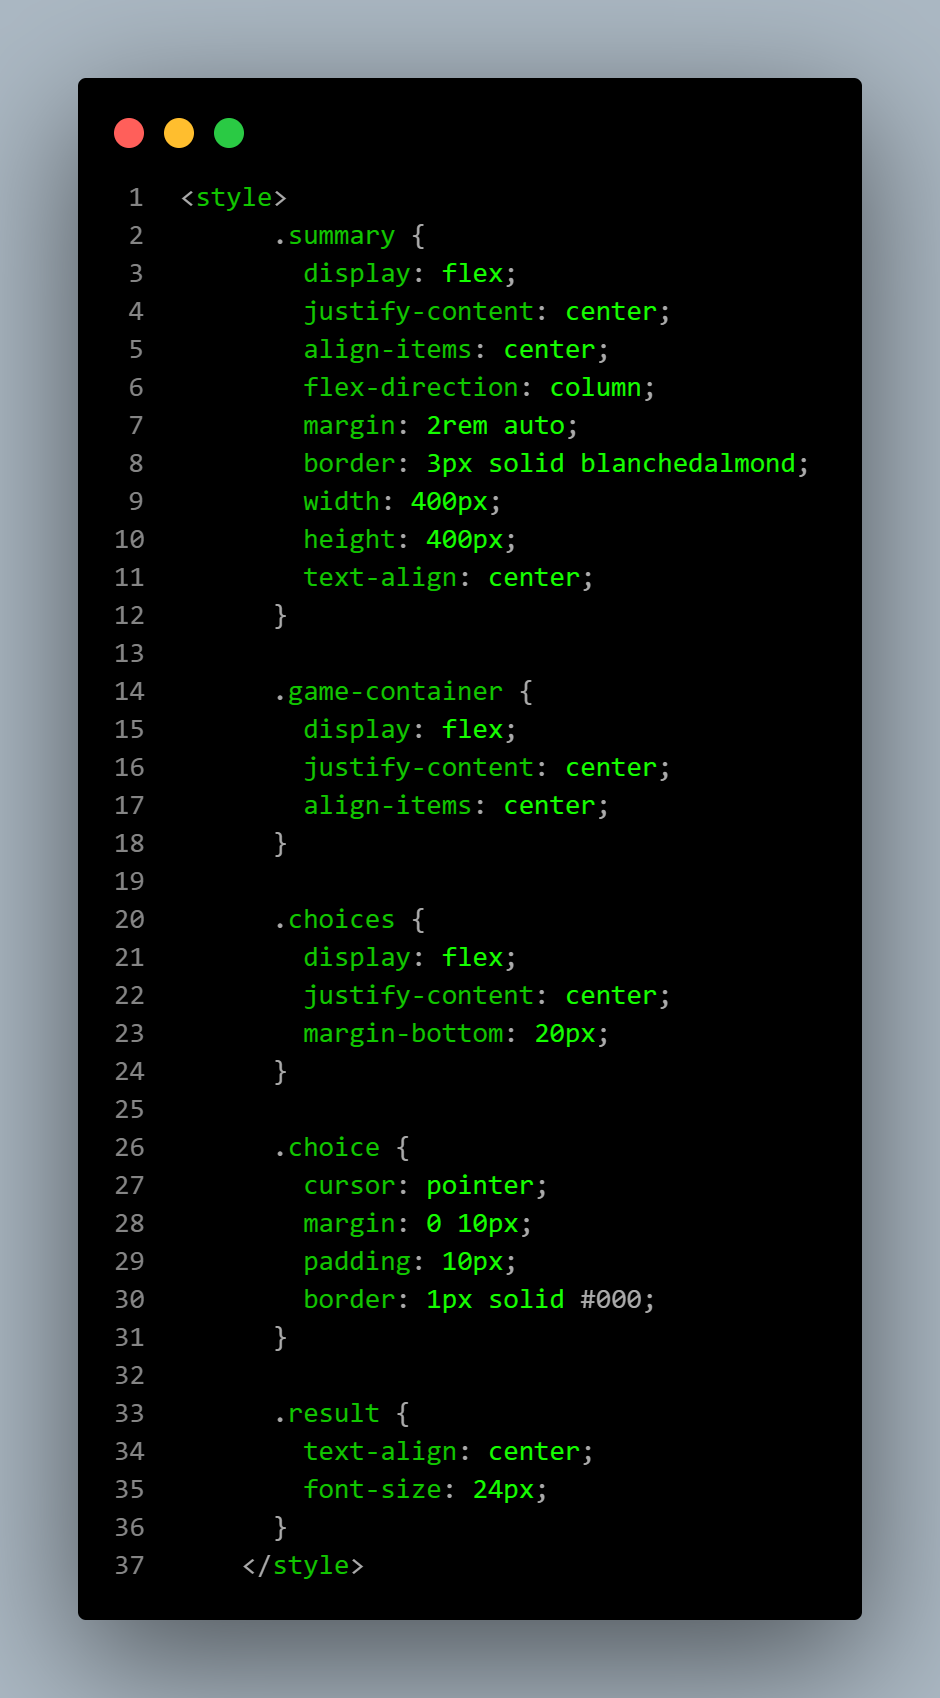 1 <style>
2 .summary {
3 display: flex;
4 justify-content: center;
5 align-items: center;
6 flex-direction: column;
7 margin: 2rem auto;
8 border: 3px solid blanchedalmond;
9 width: 400px;
10 height: 400px;
11 text-align: center;
12 }
13
14 .game-container {
15 display: flex;
16 justify-content: center;
17 align-items: center;
18 }
19
20 .choices {
21 display: flex;
22 justify-content: center;
23 margin-bottom: 20px;
24 }
25
26 .choice {
27 cursor: pointer;
28 margin: 0 10px;
29 padding: 10px;
30 border: 1px solid #000;
31 }
32
33 .result {
34 text-align: center;
35 font-size: 24px;
36 }
37 </style>